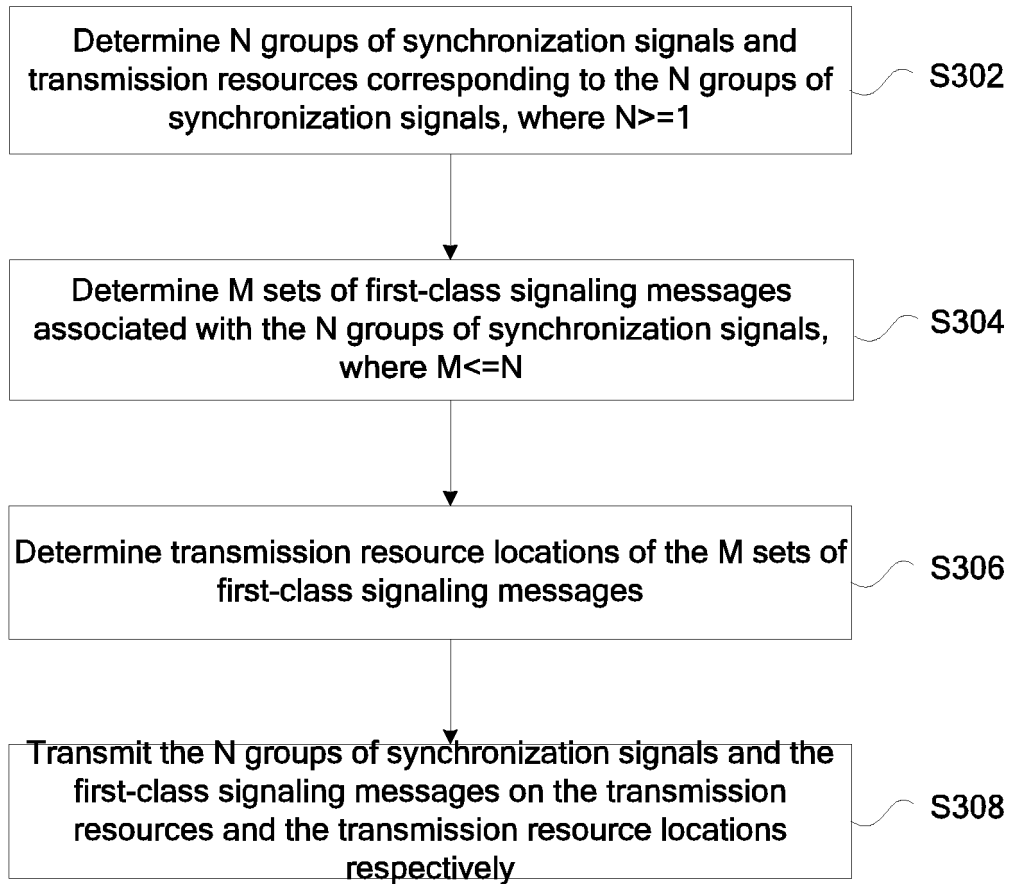 Determine N groups of synchronization signals and
transmission resources corresponding to the N groups of
synchronization signals, where N>=1
S302
Determine M sets of first-class signaling messages
associated with the N groups of synchronization signals,
where M<=N
S304
Determine transmission resource locations of the M sets of
first-class signaling messages
S306
Transmit the N groups of synchronization signals and the
first-class signaling messages on the transmission
resources and the transmission resource locations
respectively
S308